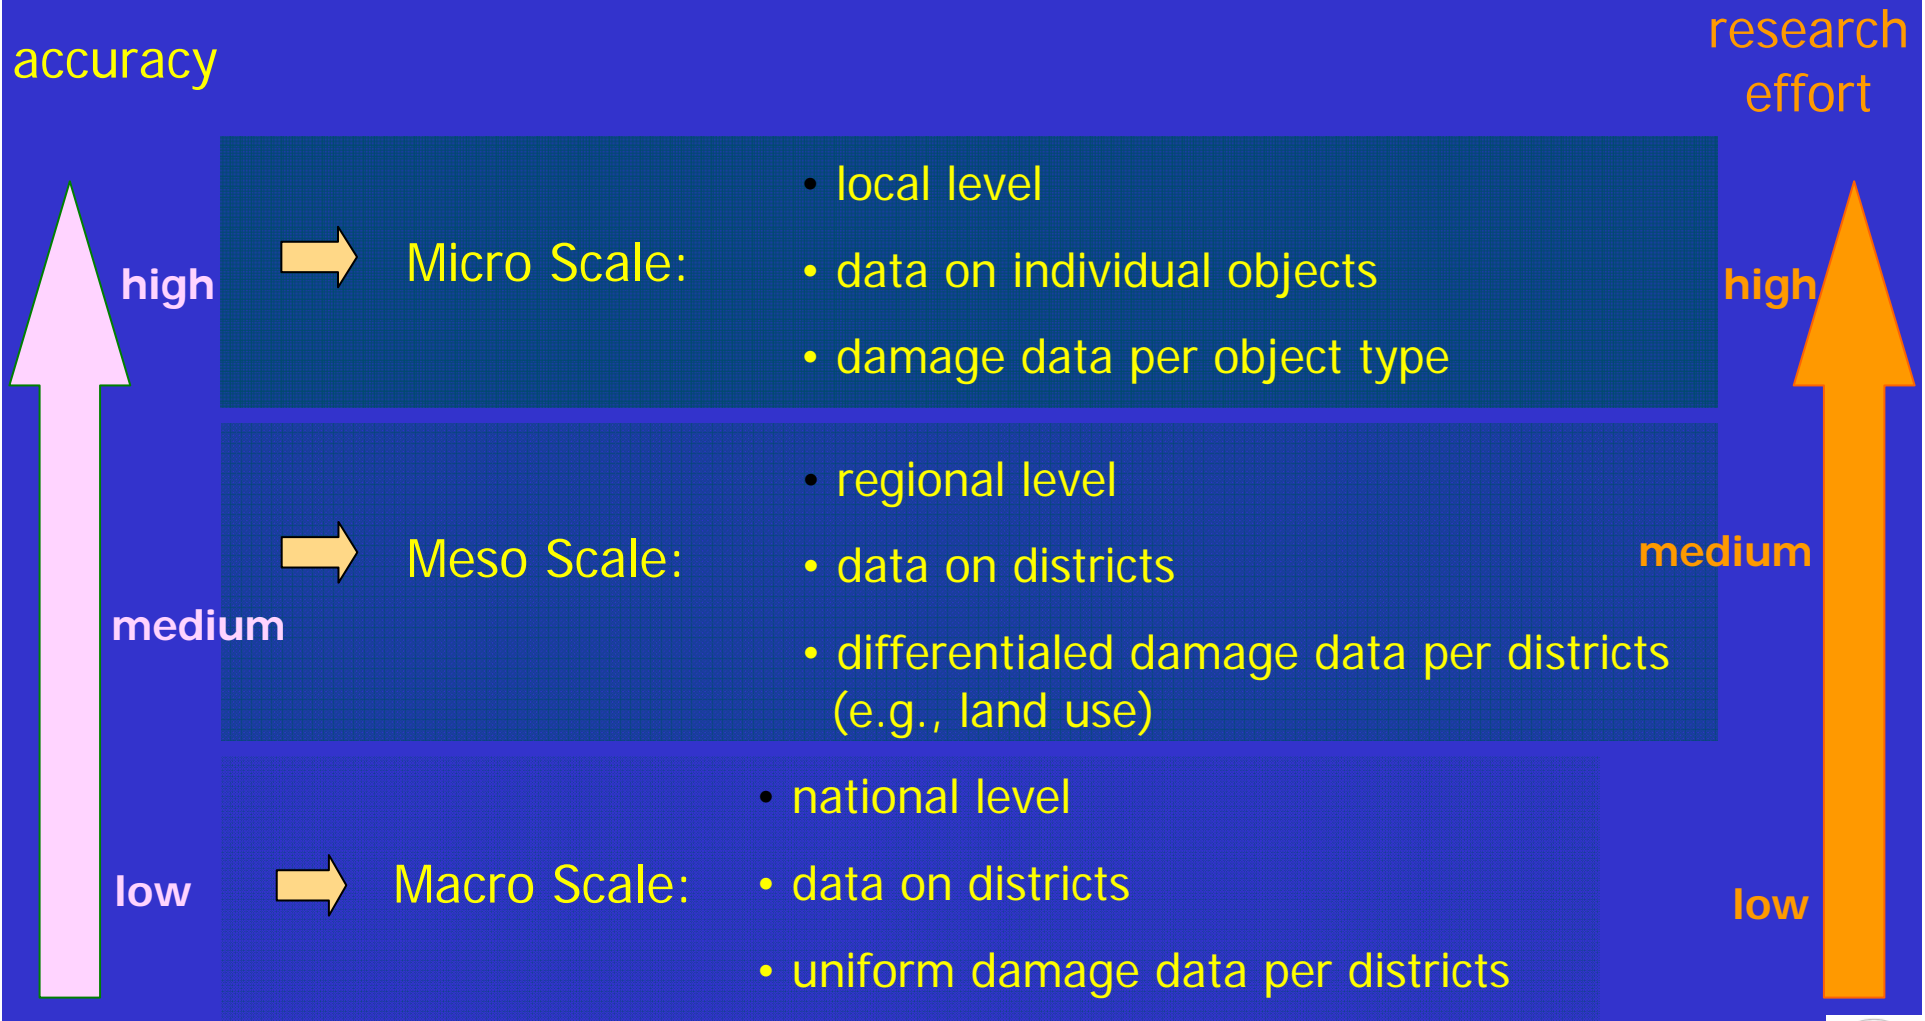 accuracy
research
effort
high
Micro Scale:
• local level
• data on individual objects
• damage data per object type
high
medium
Meso Scale:
• regional level
• data on districts
• differentialed damage data per districts
(e.g., land use)
medium
low
Macro Scale:
• national level
• data on districts
• uniform damage data per districts
low